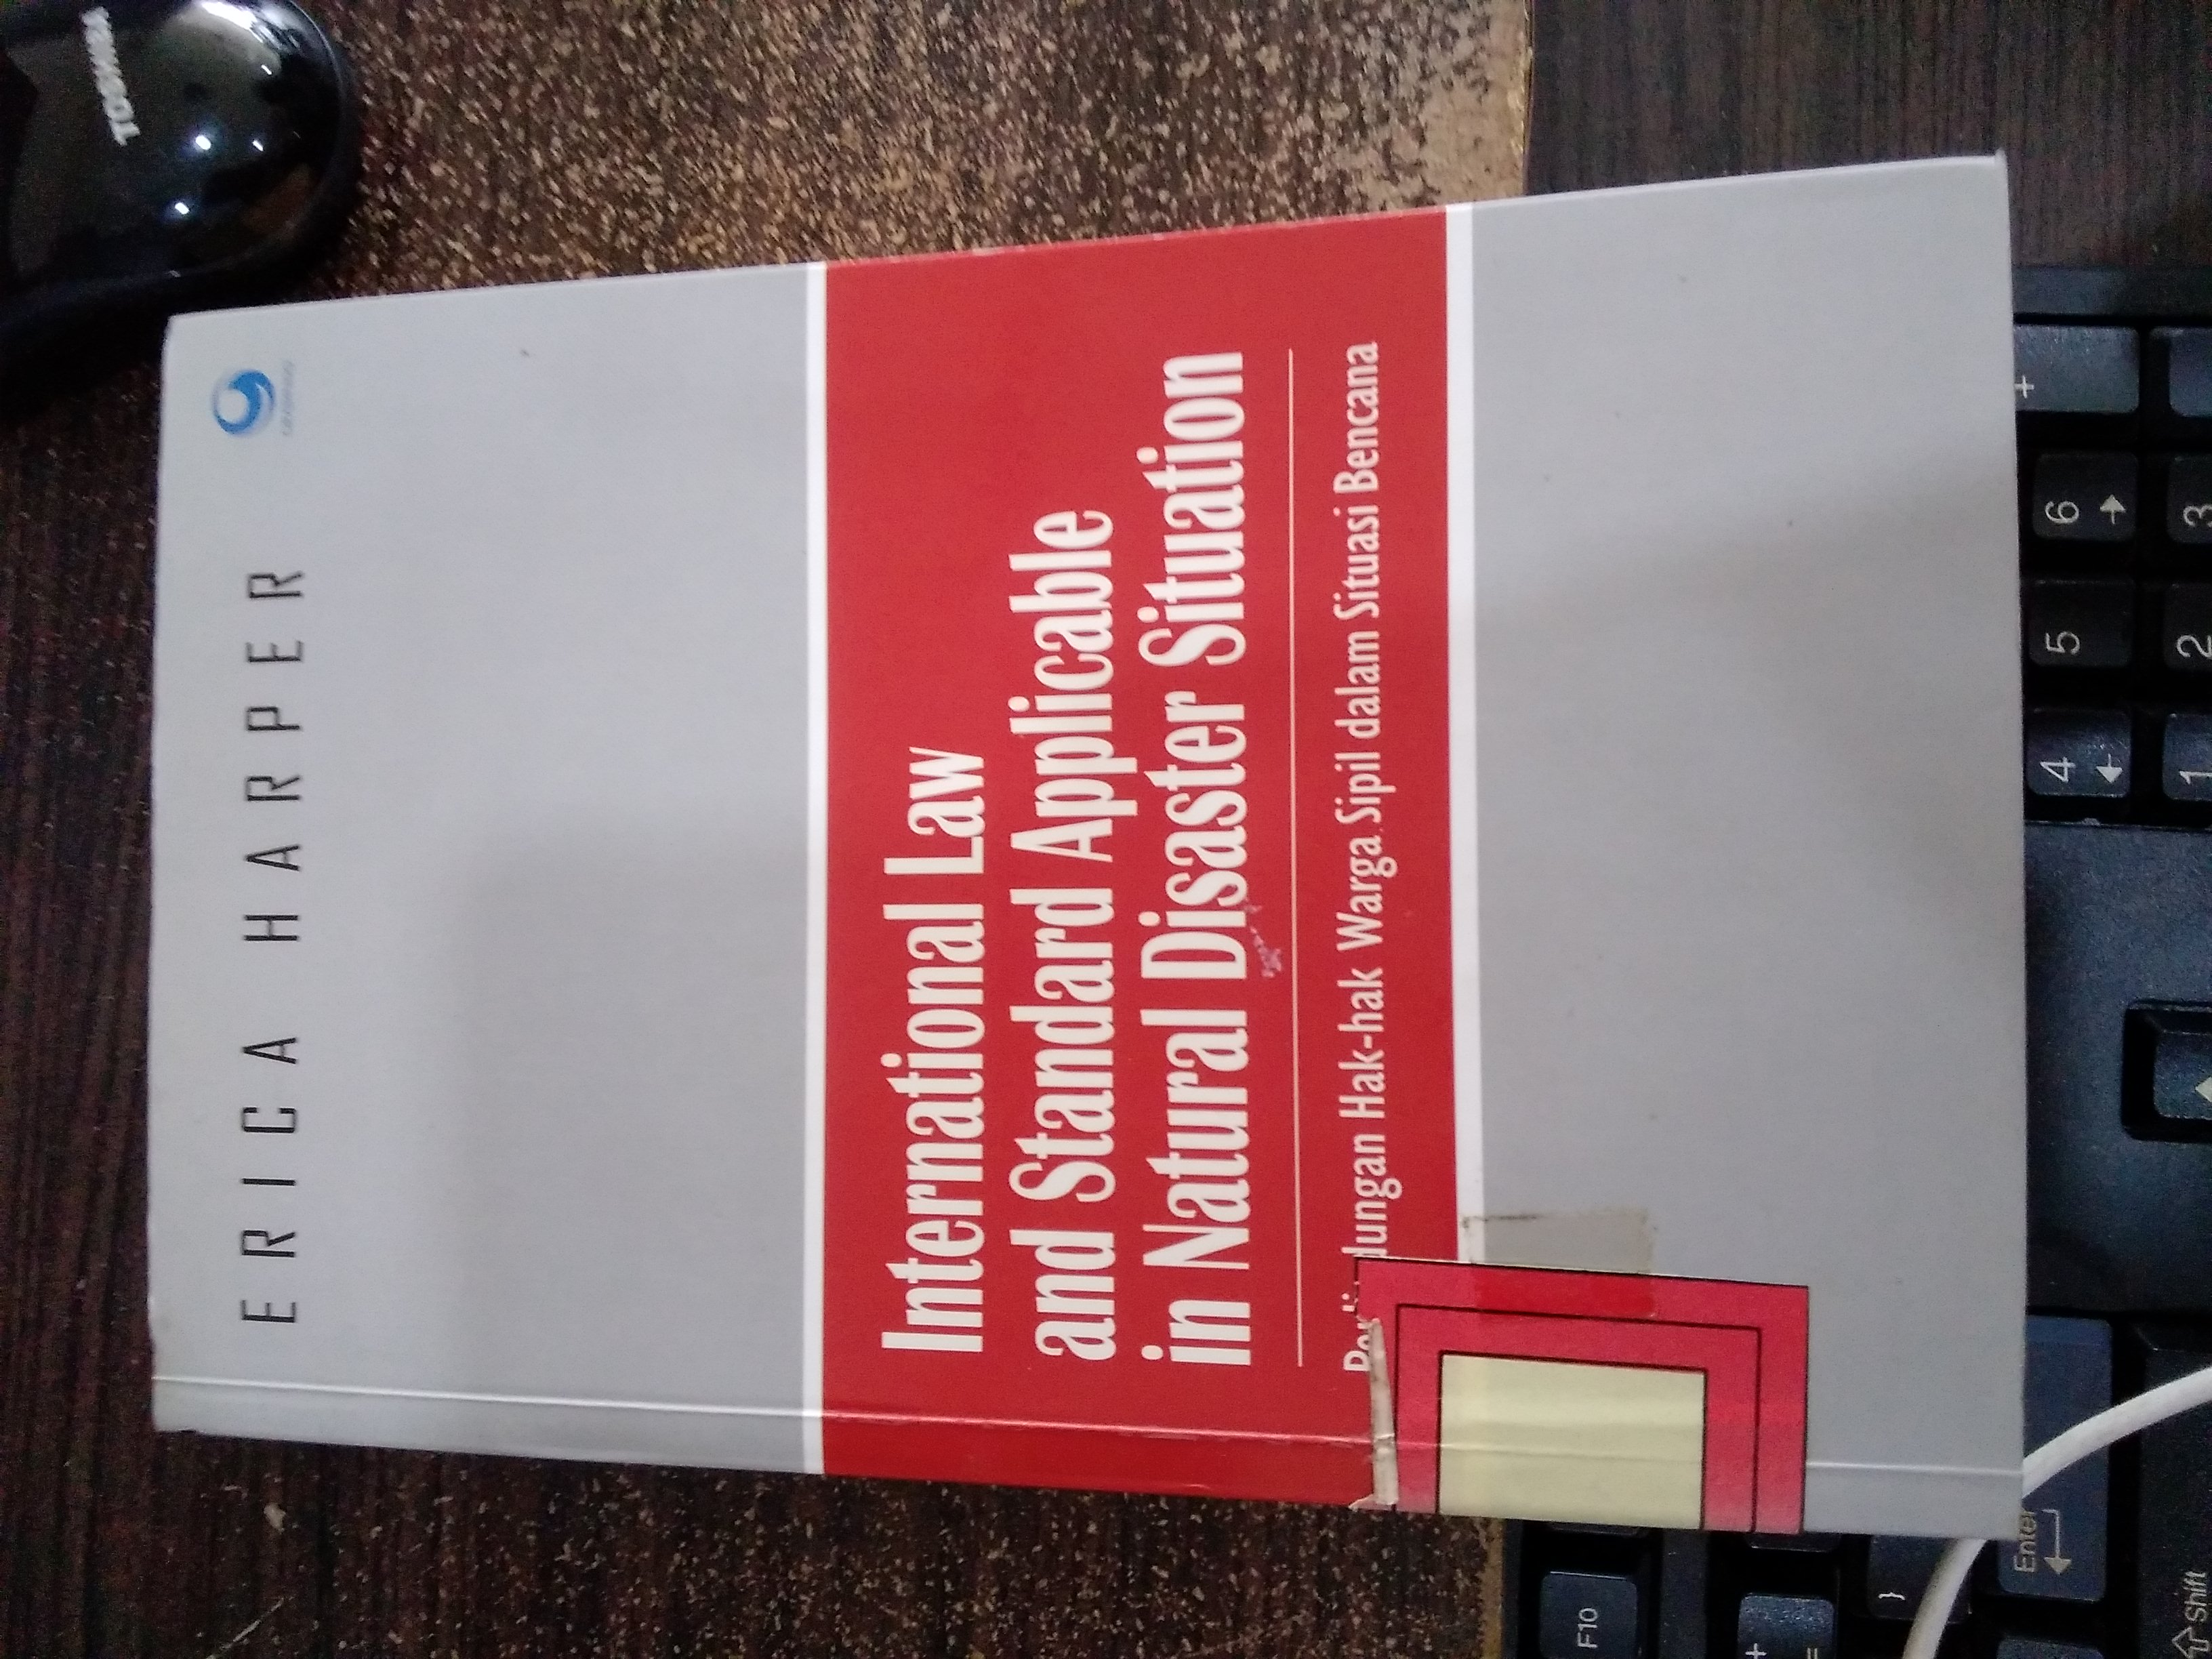 ERICA HARPER
International Law
and Standard Applicable
in Natural Disaster Situation
Hak-hak Warga Sipil dalam Situasi Bencana
TOSHIBA
+
6
5
4
3
2
1
Enter
Shift
F10
+
=
}